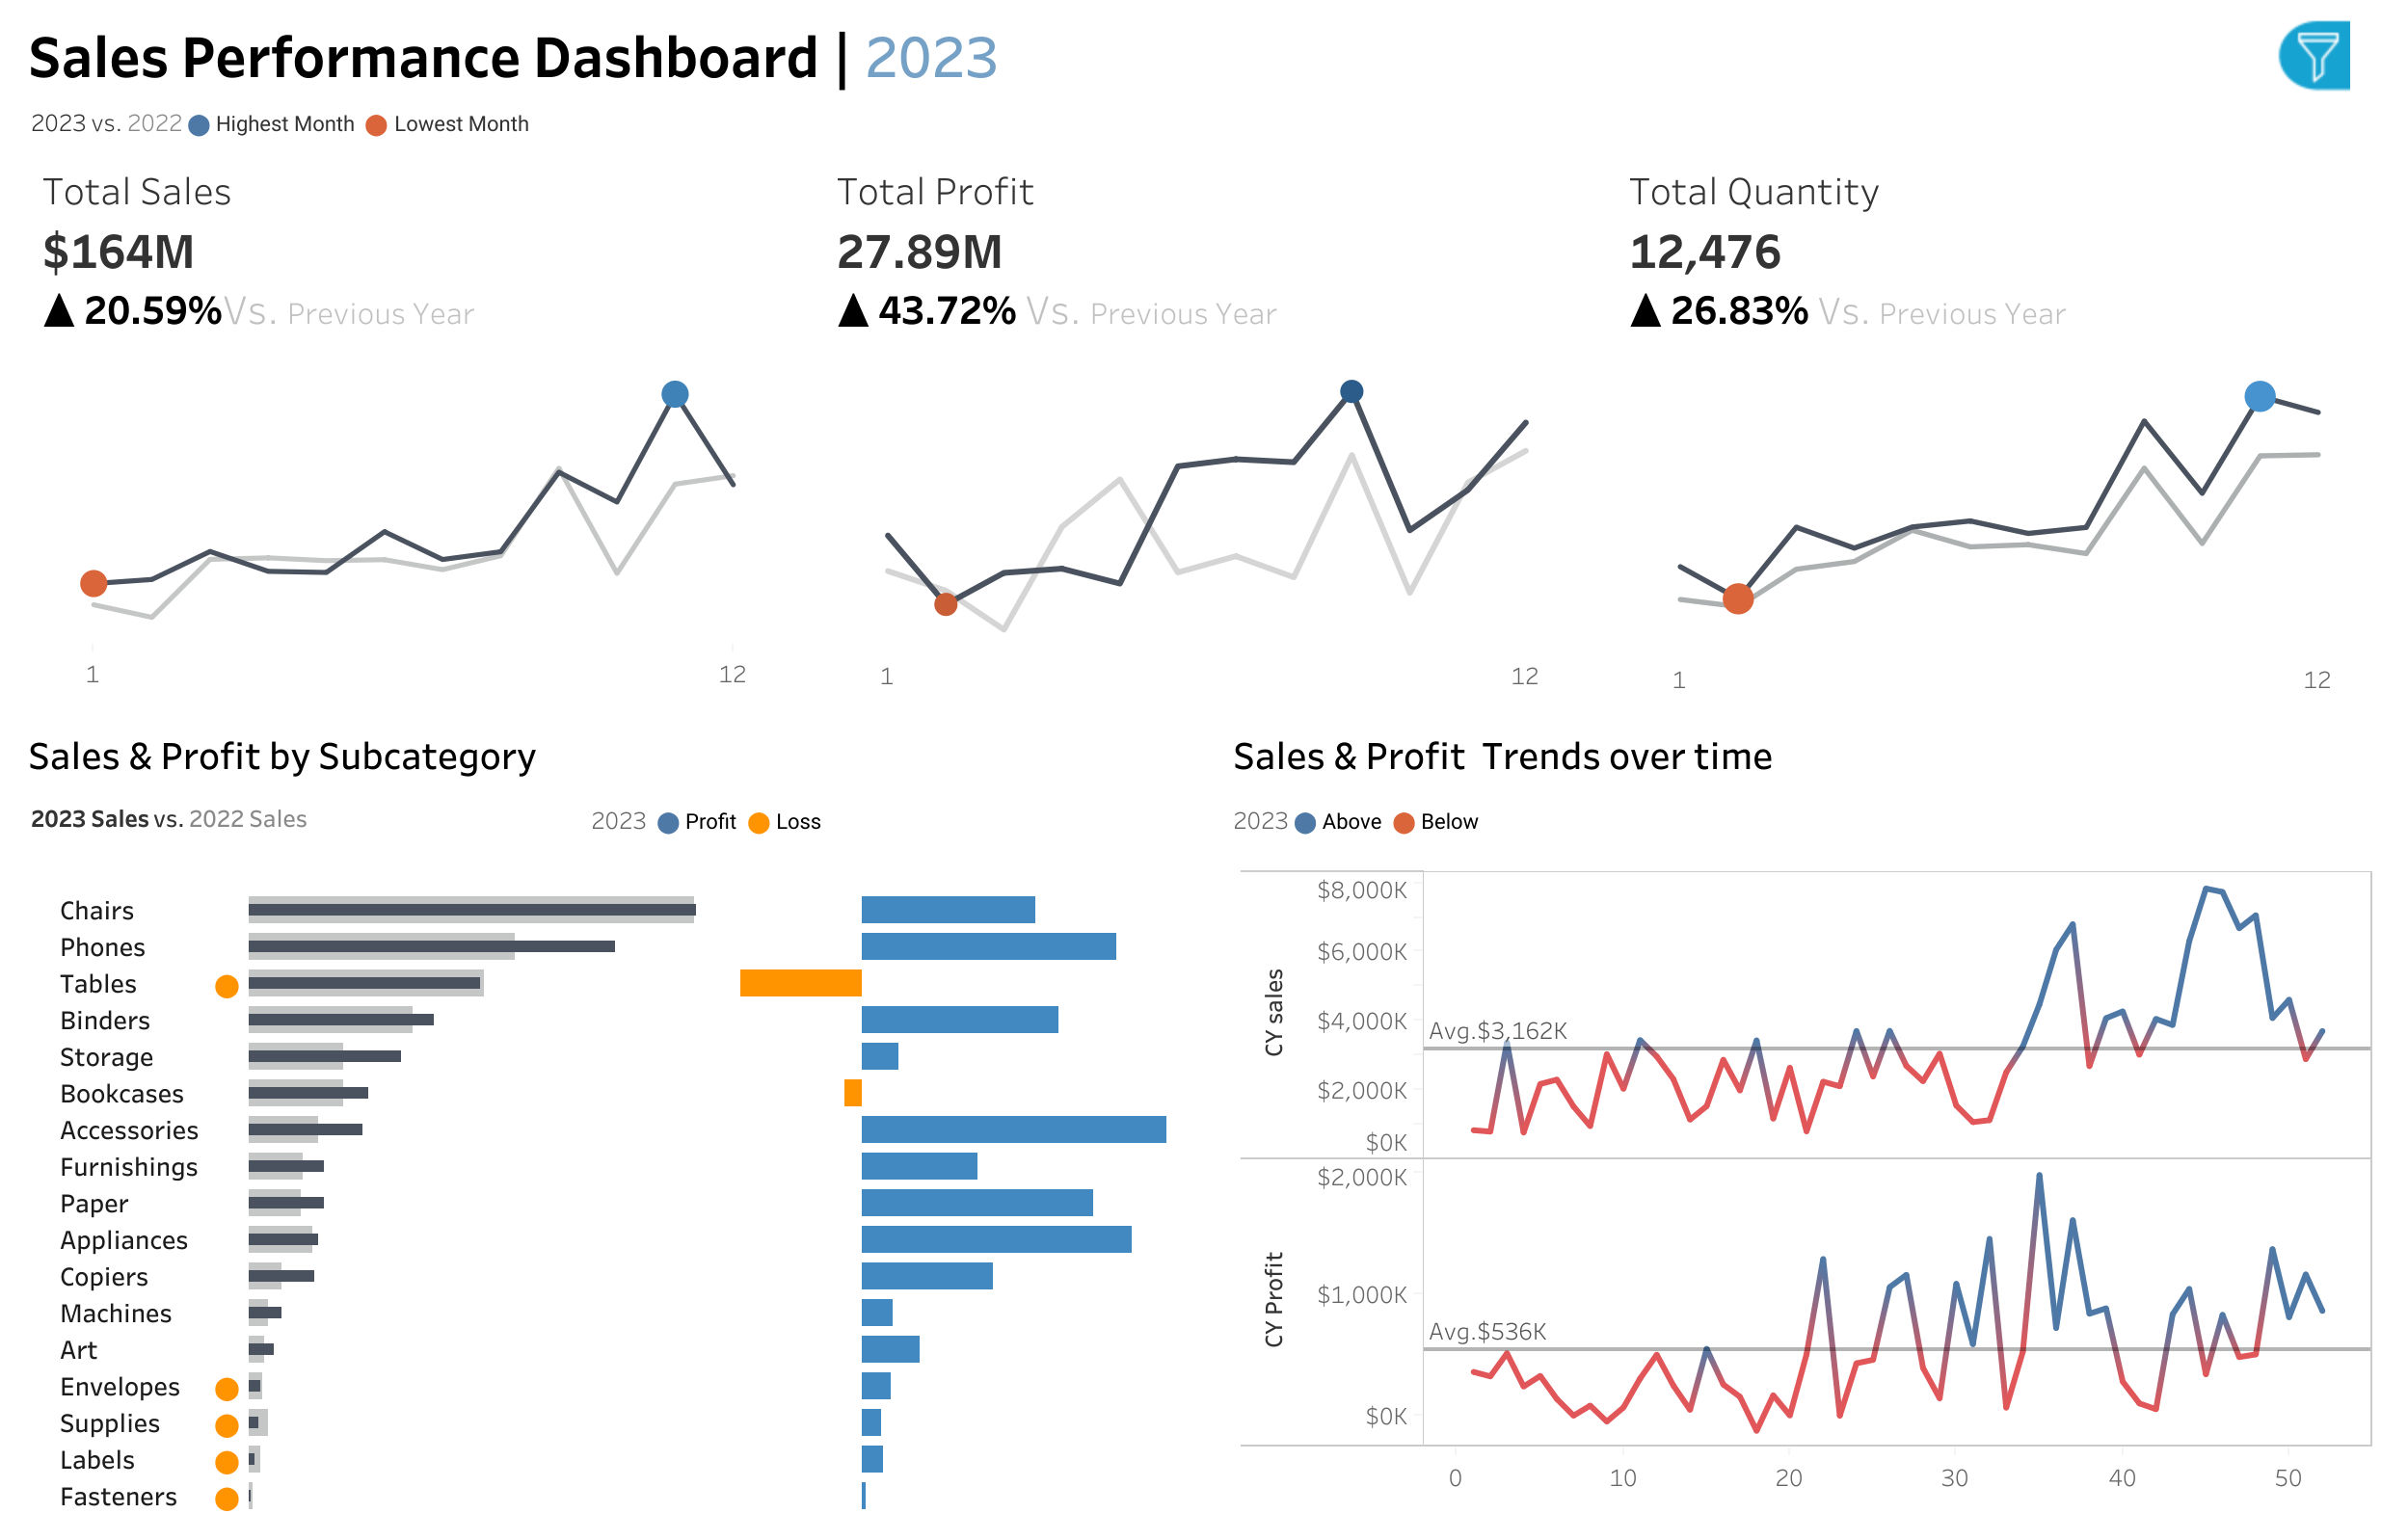 Sales Performance Dashboard | 2023
2023 vs. 2022 Highest Month Lowest Month
Total Sales
$164M
▲ 20.59%Vs. Previous Year
1 12
Total Profit
27.89M
▲ 43.72% Vs. Previous Year
1 12
Total Quantity
12,476
▲ 26.83% Vs. Previous Year
1 12
Sales & Profit by Subcategory
2023 Sales vs. 2022 Sales
2023 Profit Loss
Chairs
Phones
Tables
Binders
Storage
Bookcases
Accessories
Furnishings
Paper
Appliances
Copiers
Machines
Art
Envelopes
Supplies
Labels
Fasteners
Sales & Profit  Trends over time
2023 Above Below
CY sales
$8,000K
$6,000K
$4,000K
Avg.$3,162K
$2,000K
$0K
CY Profit
$2,000K
$1,000K
Avg.$536K
$0K
0 10 20 30 40 50